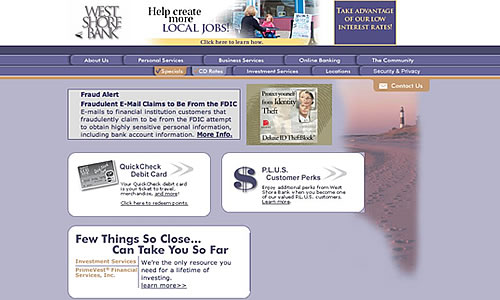 WEST
SHORE
BANK
Help create
more
LOCAL JOBS!
Click here to learn how.
TAKE ADVANTAGE
OF OUR LOW
INTEREST RATES!
About Us
Personal Services
Business Services
Online Banking
The Community
Specials
CD Rates
Investment Services
Locations
Security & Privacy
Contact Us
Fraud Alert
Fraudulent E-Mail Claims to Be From the FDIC
E-mails to financial institution customers that
fraudulently claim to be from the FDIC attempt
to obtain highly sensitive personal information,
including bank account information. More Info.
Protect yourself
from Identity
Theft
Deluxe ID TheftBlock
QuickCheck
Debit Card
Your QuickCheck debit card
is your ticket to travel,
merchandise, and more!
Click here to redeem points.
P.L.U.S.
Customer Perks
Enjoy additional perks from West
Shore Bank when you become one
of our valued P.L.U.S. customers.
Learn more.
Few Things So Close...
Can Take You So Far
Investment Services
PrimeVest® Financial
Services, Inc.
We're the only resource you
need for a lifetime of
investing.
learn more>>